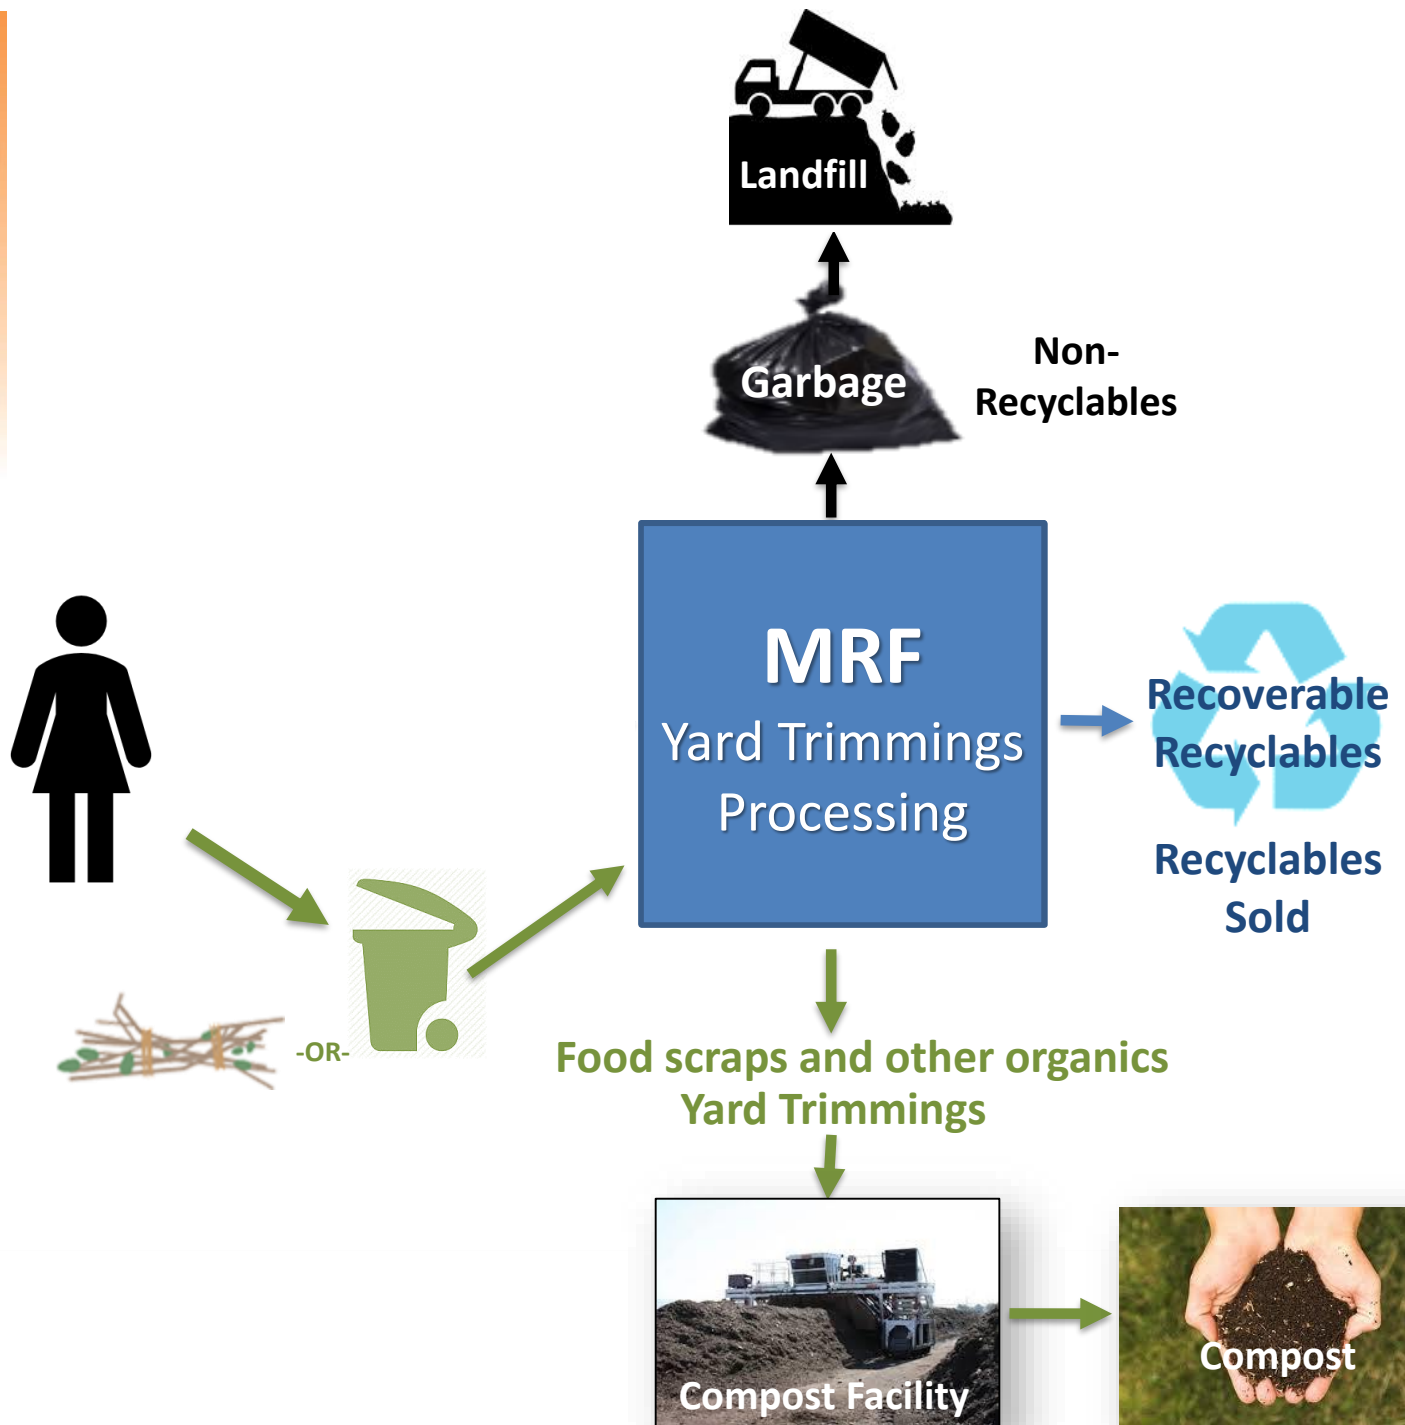 Landfill
Garbage
Non-
Recyclables
MRF
Yard Trimmings
Processing
Recoverable
Recyclables
Recyclables
Sold
-OR-
Food scraps and other organics
Yard Trimmings
Compost Facility
Compost